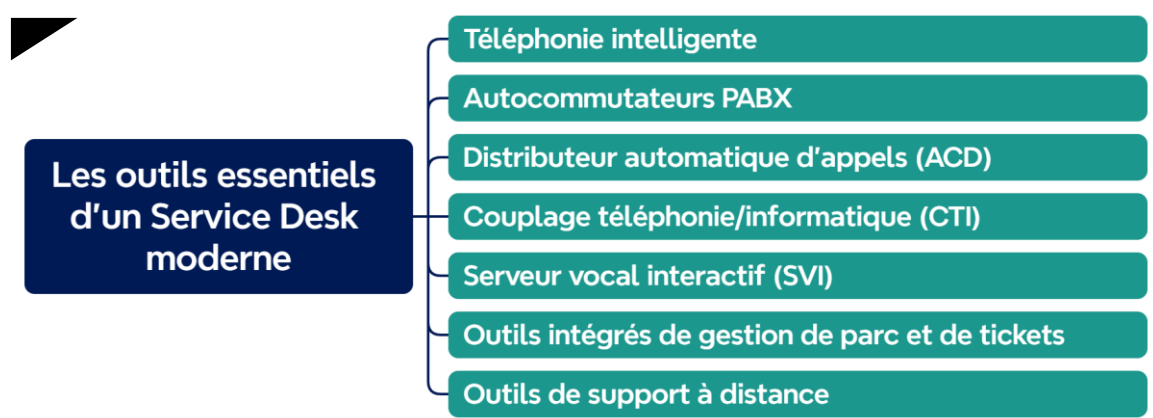 Les outils essentiels
d'un Service Desk
moderne
Téléphonie intelligente
Autocommutateurs PABX
Distributeur automatique d'appels (ACD)
Couplage téléphonie/informatique (CTI)
Serveur vocal interactif (SVI)
Outils intégrés de gestion de parc et de tickets
Outils de support à distance